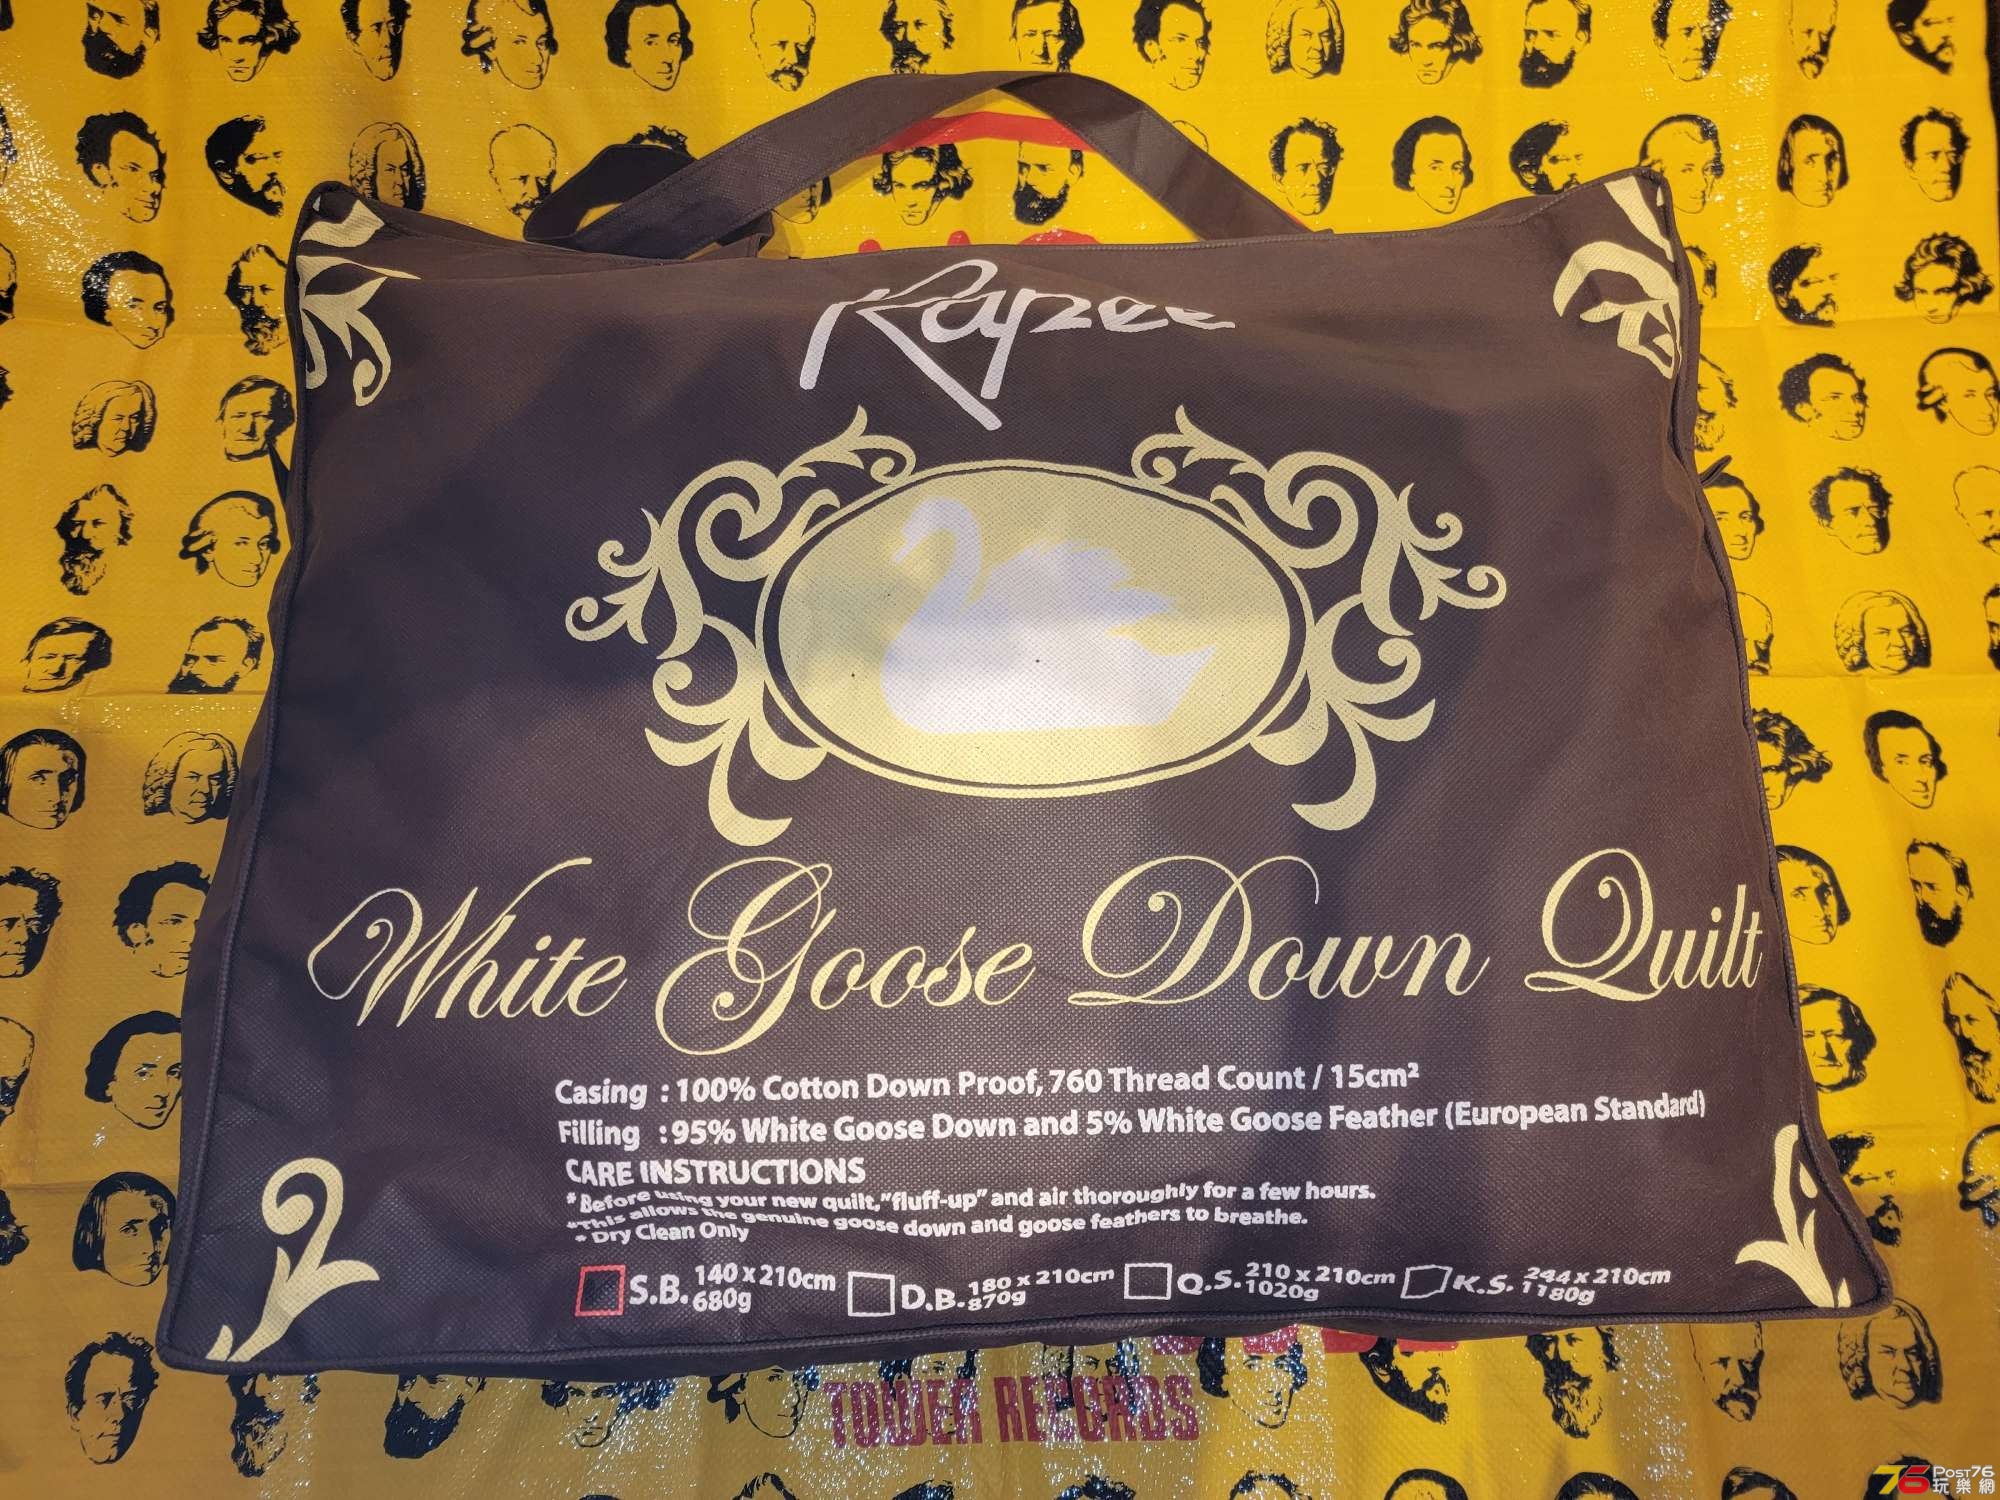 Rapee
White Goose Down Quilt
Casing : 100% Cotton Down Proof, 760 Thread Count / 15cm²
Filling : 95% White Goose Down and 5% White Goose Feather (European Standard)
CARE INSTRUCTIONS
* Before using your new quilt, "fluff-up" and air thoroughly for a few hours.
*This allows the genuine goose down and goose feathers to breathe.
* Dry Clean Only
S.B. 140 x 210cm 680g D.B. 180 x 210cm 870g Q.S. 210 x 210cm 1020g K.S. 244 x 210cm 1180g
TOWER RECORDS
76 POST76
玩樂網